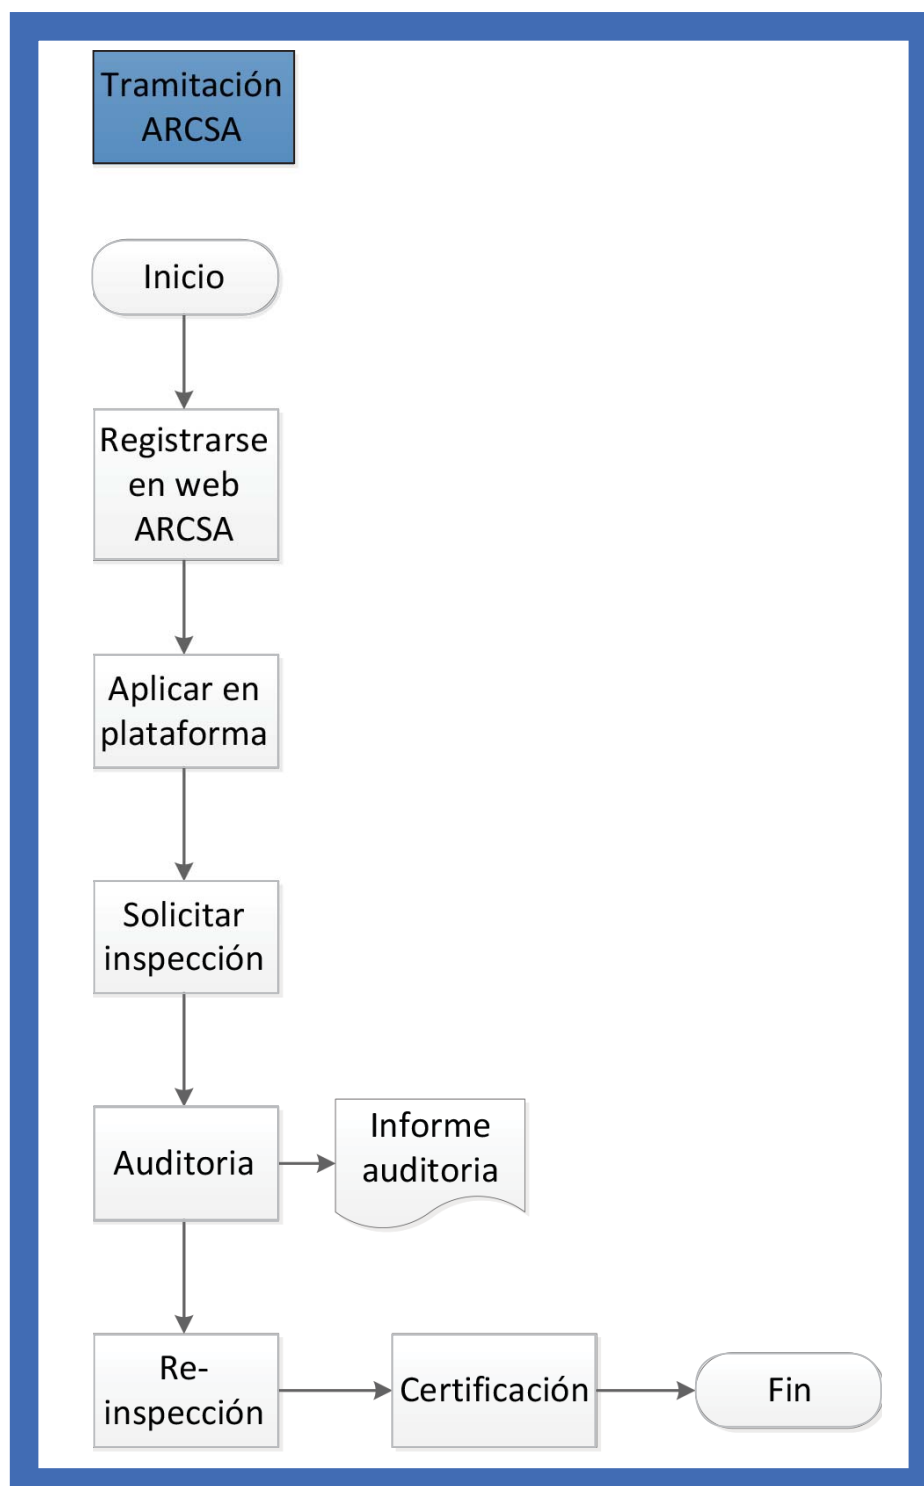 Tramitación
ARCSA
Inicio
Registrarse
en web
ARCSA
Aplicar en
plataforma
Solicitar
inspección
Auditoria
Informe
auditoria
Re-
inspección
Certificación
Fin